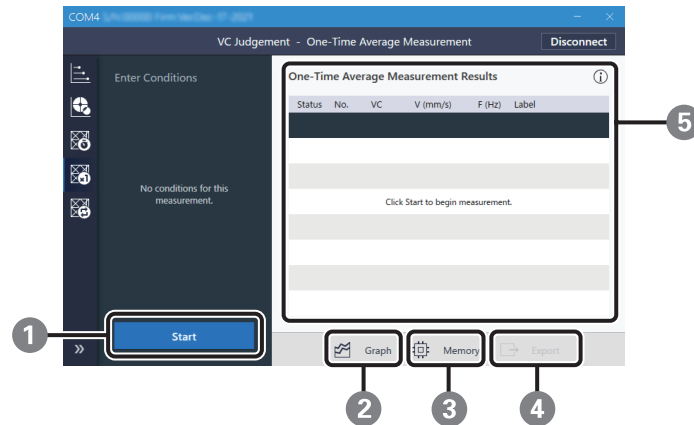 COM4
VC Judgement - One-Time Average Measurement
Disconnect
Enter Conditions
One-Time Average Measurement Results
Status No. VC V (mm/s) F (Hz) Label
No conditions for this
measurement.
Click Start to begin measurement.
Start
Graph
Memory
Export
1
2
3
4
5